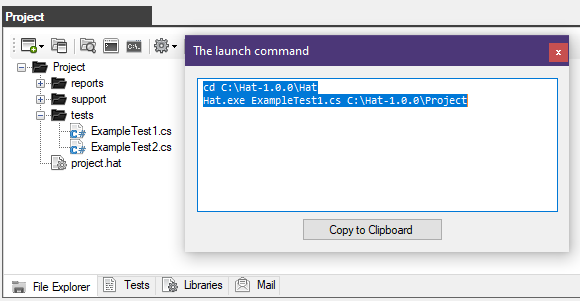 Project
C:\.
The launch command
x
Project
reports
support
tests
ExampleTest1.cs
ExampleTest2.cs
project.hat
cd C:\Hat-1.0.0\Hat
Hat.exe ExampleTest1.cs C:\Hat-1.0.0\Project
Copy to Clipboard
File Explorer
Tests
Libraries
Mail